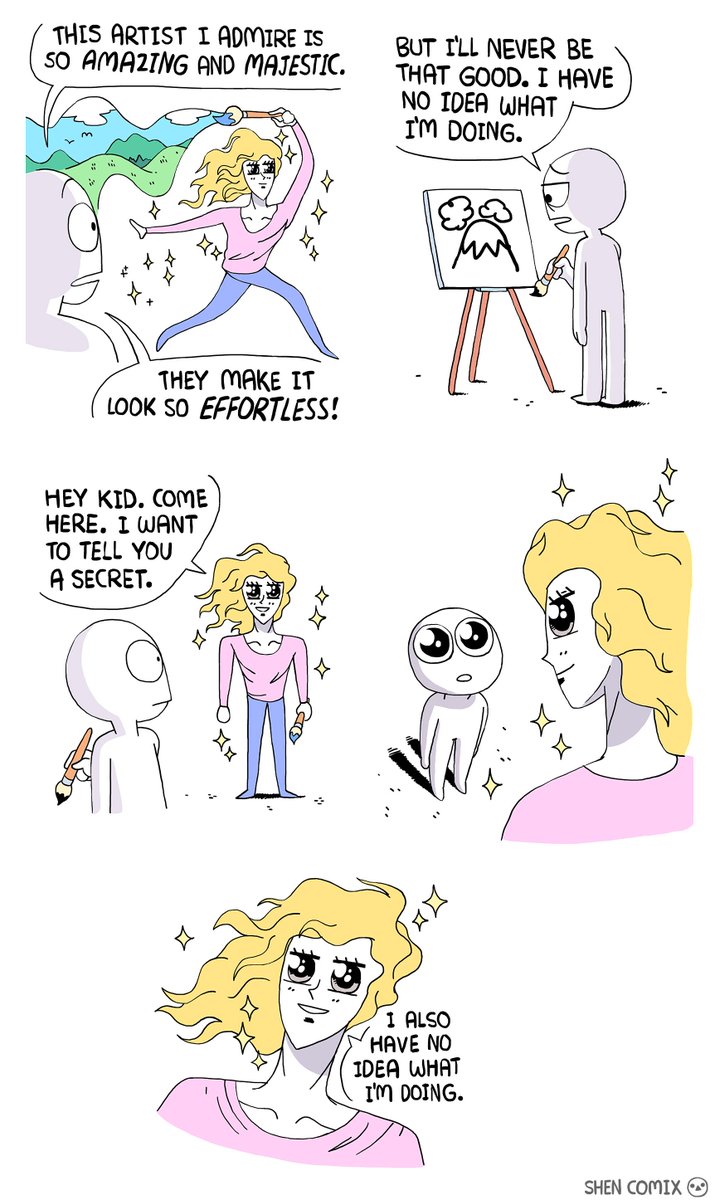 THIS ARTIST I ADMIRE IS
SO AMAZING AND MAJESTIC.
THEY MAKE IT
LOOK SO EFFORTLESS!
BUT I'LL NEVER BE
THAT GOOD. I HAVE
NO IDEA WHAT
I'M DOING.
HEY KID. COME
HERE. I WANT
TO TELL YOU
A SECRET.
I ALSO
HAVE NO
IDEA WHAT
I'M DOING.
SHEN COMIX